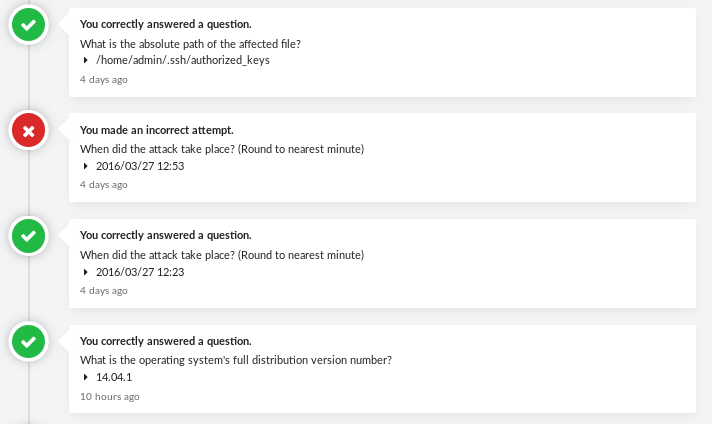 You correctly answered a question.
What is the absolute path of the affected file?
/home/admin/.ssh/authorized_keys
4 days ago
You made an incorrect attempt.
When did the attack take place? (Round to nearest minute)
2016/03/27 12:53
4 days ago
You correctly answered a question.
When did the attack take place? (Round to nearest minute)
2016/03/27 12:23
4 days ago
You correctly answered a question.
What is the operating system's full distribution version number?
14.04.1
10 hours ago